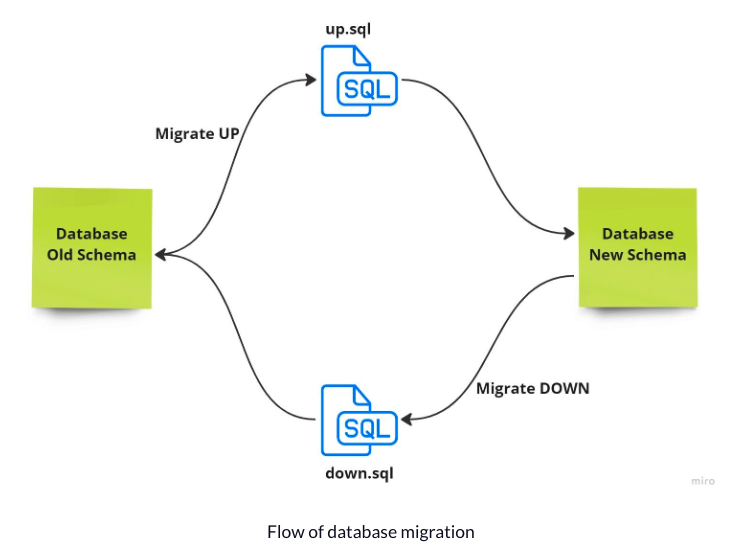 up.sql
SQL
Migrate UP
Database
Old Schema
Database
New Schema
Migrate DOWN
SQL
down.sql
miro
Flow of database migration